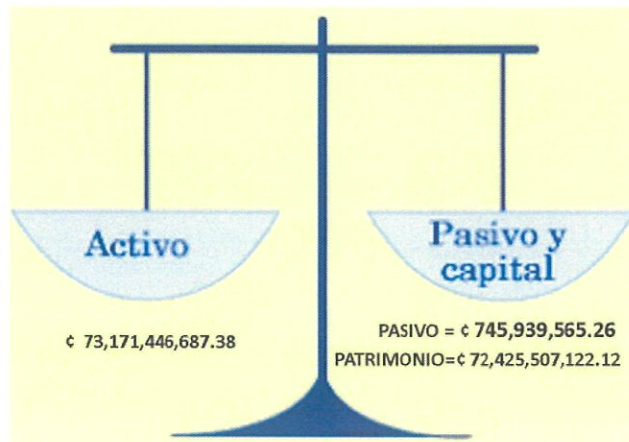 Activo
Pasivo y
capital
¢ 73,171,446,687.38
PASIVO = ¢ 745,939,565.26
PATRIMONIO=¢ 72,425,507,122.12